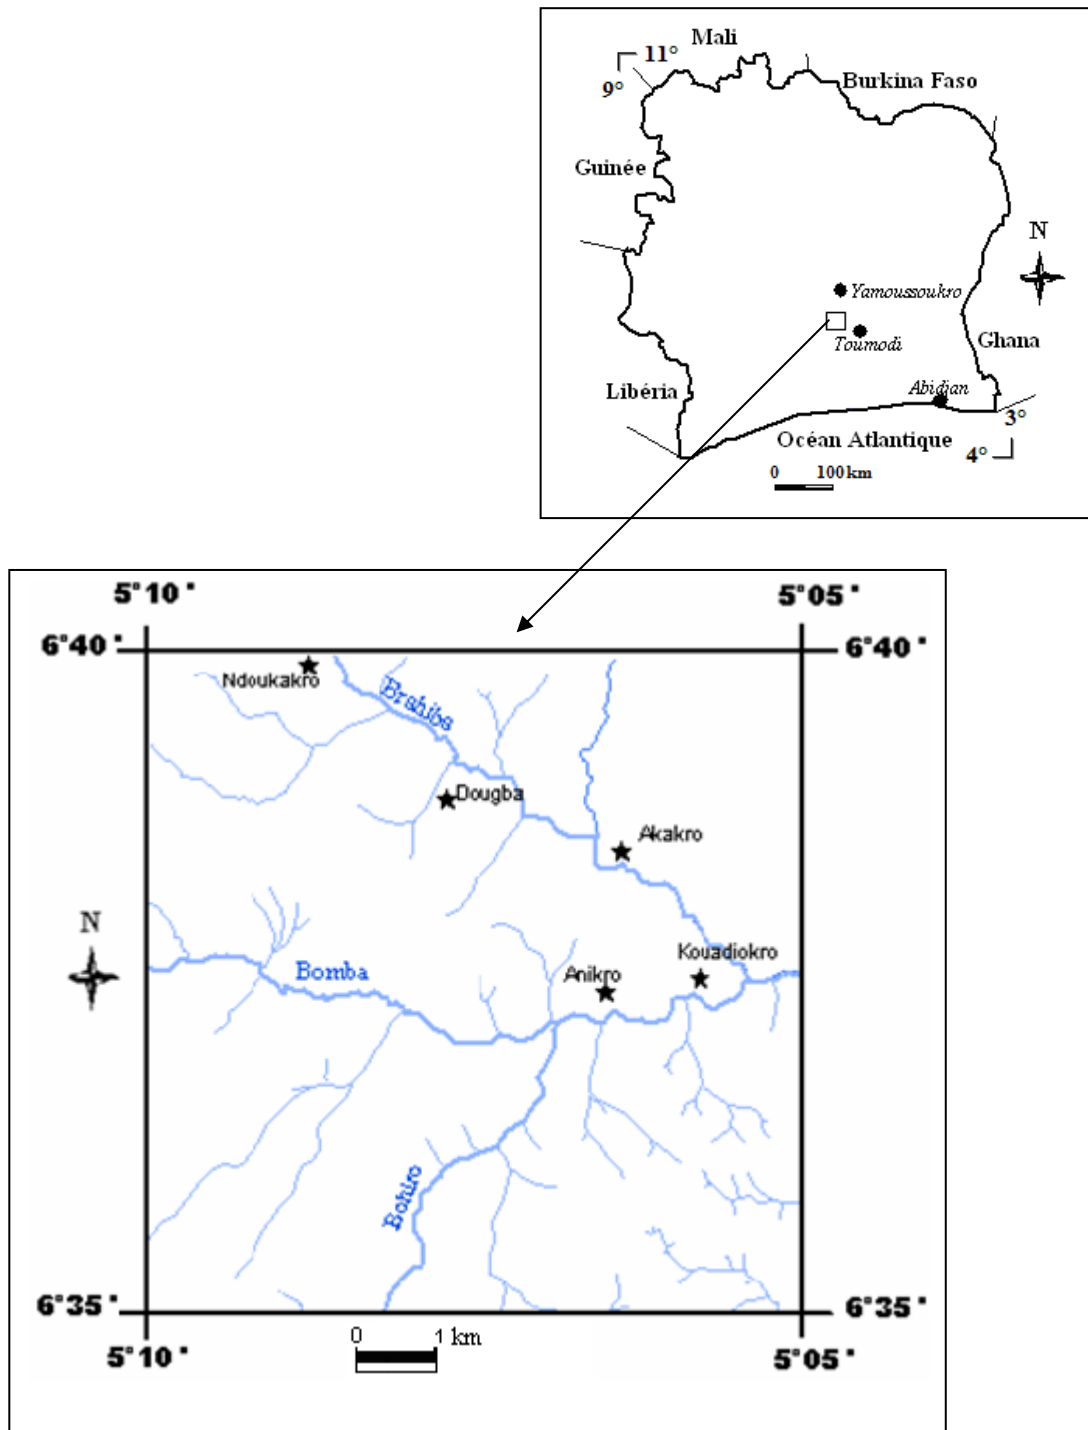 Mali
11°
9°
Burkina Faso
Guinée
N
Yamoussoukro
Toumodi
Ghana
Libéria
Abidjan
3°
Océan Atlantique
4°
0 100 km
5°10'
5°05'
6°40'
6°40'
Ndoukakro
Brahiba
Dougba
Akakro
N
Kouadiokro
Bomba
Anikro
Bohiro
6°35'
6°35'
0 1 km
5°10'
5°05'